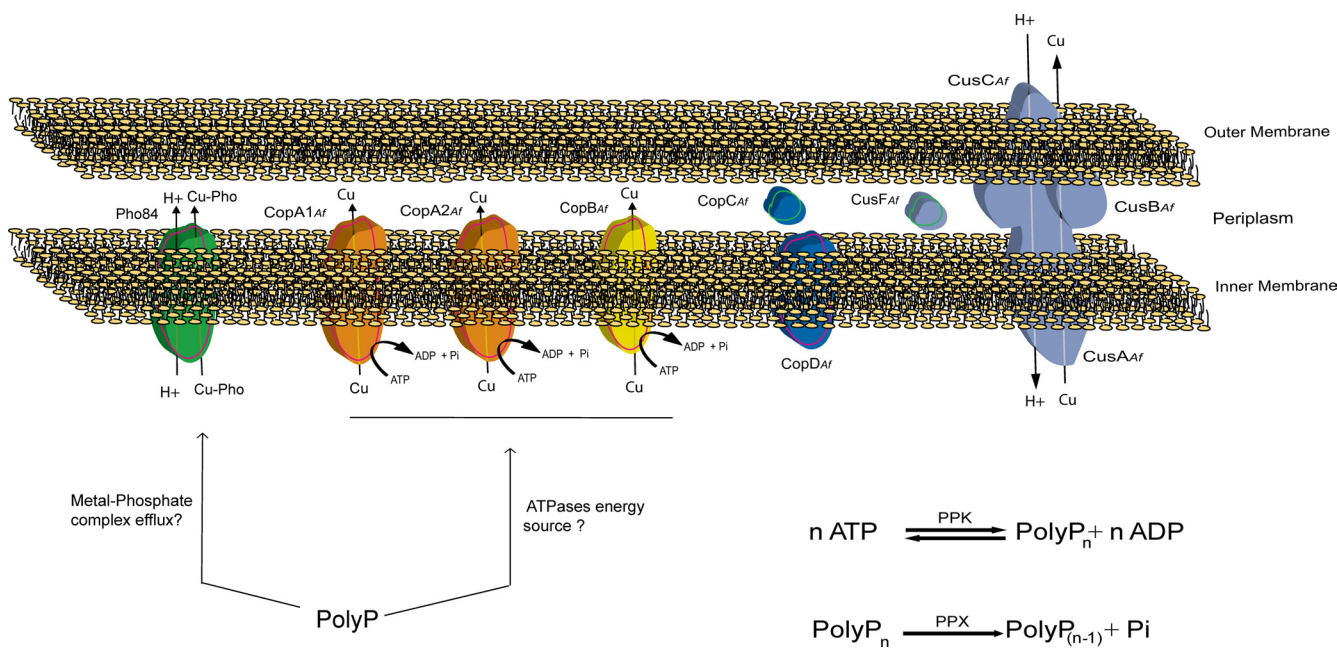 H+
Cu
CusCAf
Outer Membrane
H+ Cu-Pho
Pho84
Cu
CopA1Af
Cu
CopA2Af
Cu
CopBAf
CopCAf
CusFAf
CusBAf
Periplasm
Inner Membrane
ADP + Pi
ATP
Cu
ADP + Pi
ATP
Cu
ADP + Pi
ATP
Cu
CopDAf
CusAAf
H+
Cu
H+ Cu-Pho
Metal-Phosphate
complex efflux?
ATPases energy
source ?
PolyP
n ATP PPK PolyPn + n ADP
PolyPn PPX PolyP(n-1) + Pi